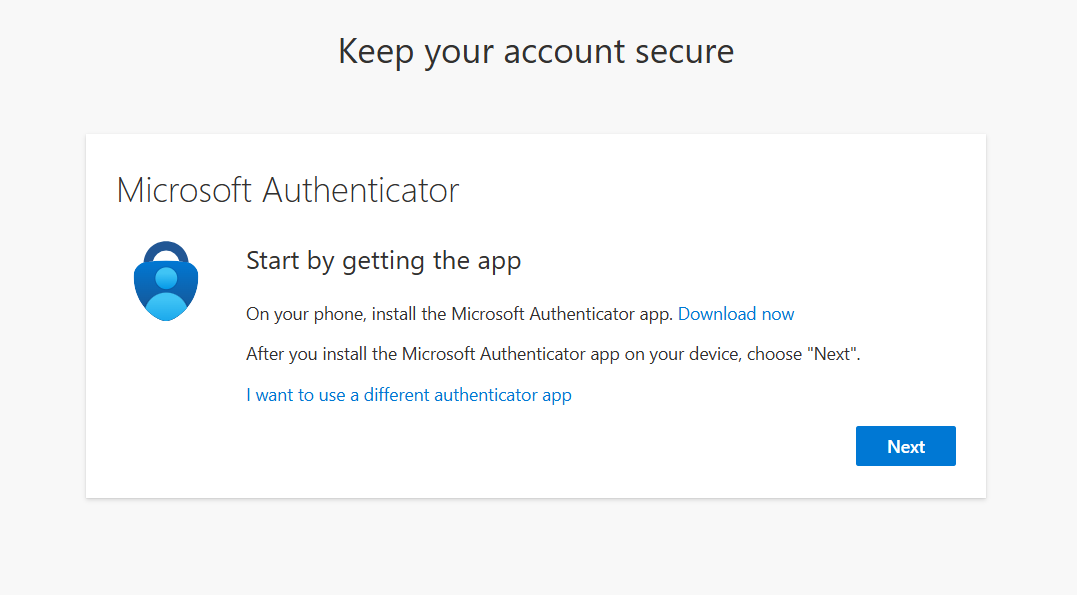 Keep your account secure
Microsoft Authenticator
Start by getting the app
On your phone, install the Microsoft Authenticator app. Download now
After you install the Microsoft Authenticator app on your device, choose "Next".
I want to use a different authenticator app
Next